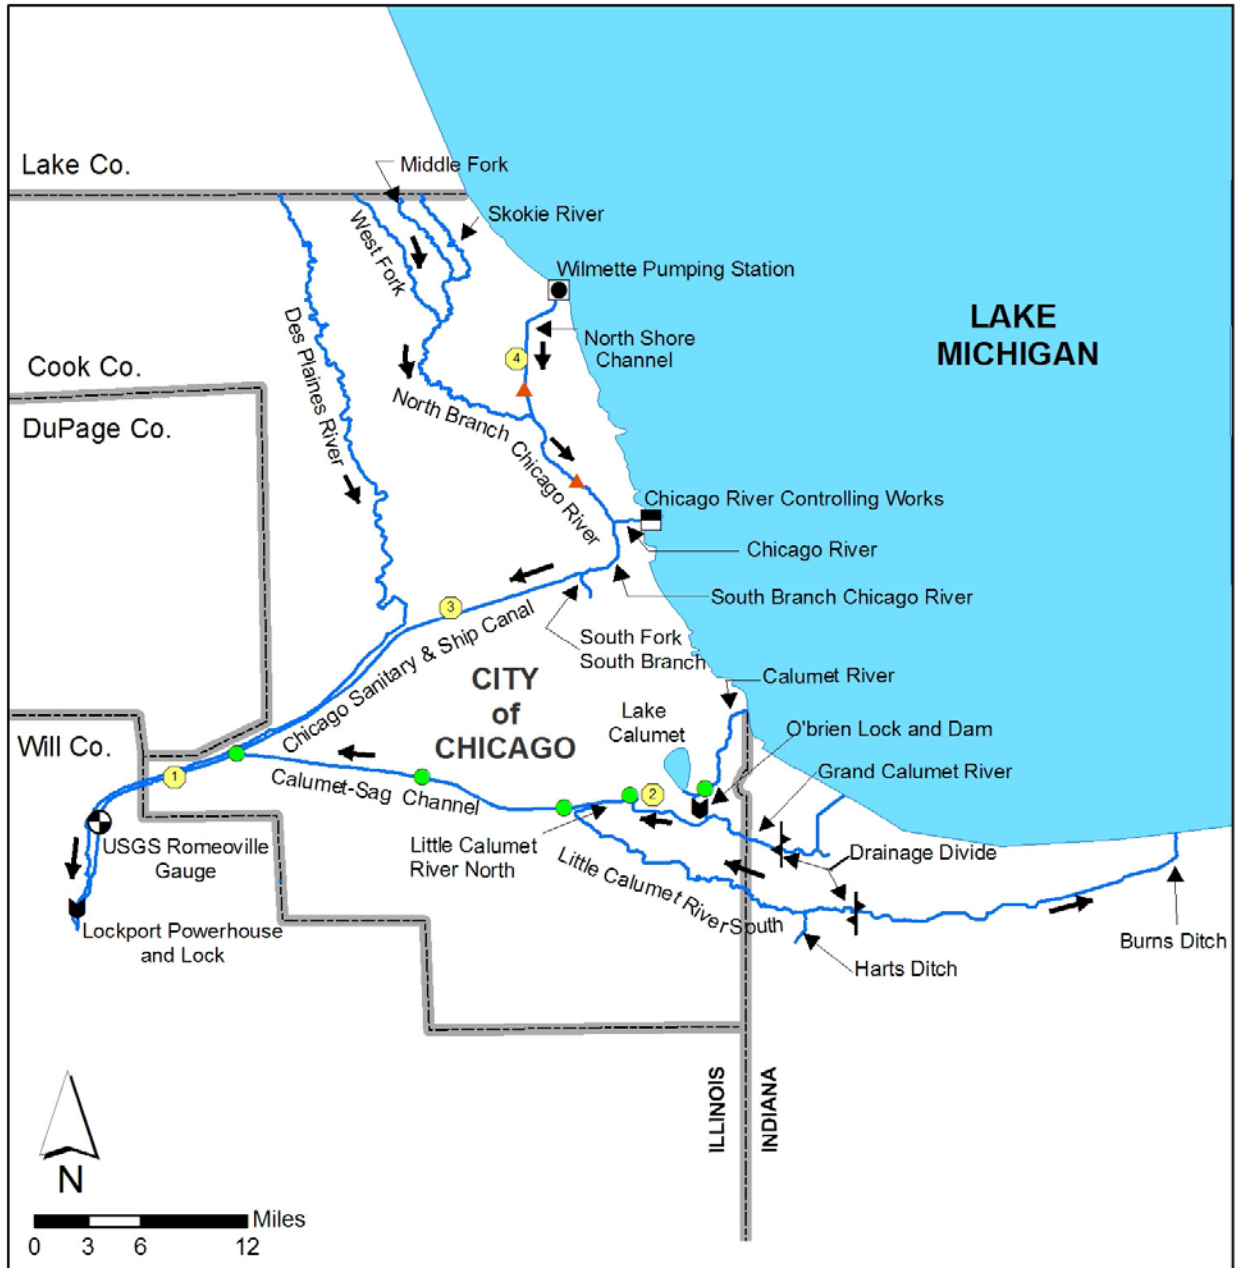 Lake Co.
Middle Fork
Skokie River
West Fork
Wilmette Pumping Station
North Shore
Channel
LAKE
MICHIGAN
Des Plaines River
4
Cook Co.
DuPage Co.
North Branch Chicago River
Chicago River Controlling Works
Chicago River
South Branch Chicago River
3
South Fork
South Branch
Chicago Sanitary & Ship Canal
CITY
of
CHICAGO
Calumet River
Lake
Calumet
O'brien Lock and Dam
Grand Calumet River
Will Co.
1
2
Calumet-Sag Channel
Little Calumet
River North
Little Calumet River South
Drainage Divide
USGS Romeoville
Gauge
Lockport Powerhouse
and Lock
Harts Ditch
Burns Ditch
ILLINOIS
INDIANA
N
Miles
0 3 6 12